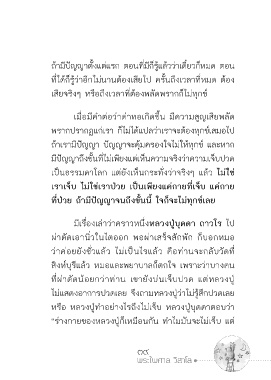 ถ้ามีปัญญาตั้งแต่แรก ตอนที่มีก็รู้แล้วว่าเดี๋ยวก็หมด ตอน
ที่ได้ก็รู้ว่าอีกไม่นานต้องเสียไป ครั้นถึงเวลาที่หมด ต้อง
เสียจริงๆ หรือถึงเวลาที่ต้องพลัดพรากก็ไม่ทุกข์
เมื่อมีคำต่อว่าด่าทอเกิดขึ้น มีความสูญเสียพลัด
พรากปรากฏแก่เรา ก็ไม่ได้แปลว่าเราจะต้องทุกข์เสมอไป
ถ้าเรามีปัญญา ปัญญาจะคุ้มครองใจไม่ให้ทุกข์ และหาก
มีปัญญาถึงขั้นที่ไม่เพียงแต่เห็นความจริงว่าความเจ็บปวด
เป็นธรรมดาโลก แต่ยังเห็นกระทั่งว่าจริงๆ แล้ว ไม่ใช่
เราเจ็บ ไม่ใช่เราป่วย เป็นเพียงแค่กายที่เจ็บ แค่กาย
ที่ป่วย ถ้ามีปัญญาจนถึงขั้นนี้ ใจก็จะไม่ทุกข์เลย
มีเรื่องเล่าว่าคราวหนึ่งหลวงปู่บุดดา ถาวโร ไป
ผ่าตัดเอานิ่วในไตออก พอผ่าเสร็จสักพัก ก็บอกหมอ
ว่าค่อยยังชั่วแล้ว ไม่เป็นไรแล้ว คือท่านจะกลับวัดที่
สิงห์บุรีแล้ว หมอและพยาบาลก็ตกใจ เพราะว่าบางคน
ที่ผ่าตัดน้อยกว่าท่าน เขายังบ่นเจ็บปวด แต่หลวงปู่
ไม่แสดงอาการปวดเลย จึงถามหลวงปู่ว่าไม่รู้สึกปวดเลย
หรือ หลวงปู่ทำอย่างไรถึงไม่เจ็บ หลวงปู่บุดดาตอบว่า
“ร่างกายของหลวงปู่ก็เหมือนกัน ทำไมมันจะไม่เจ็บ แต่
พระไพศาล วิสาโล